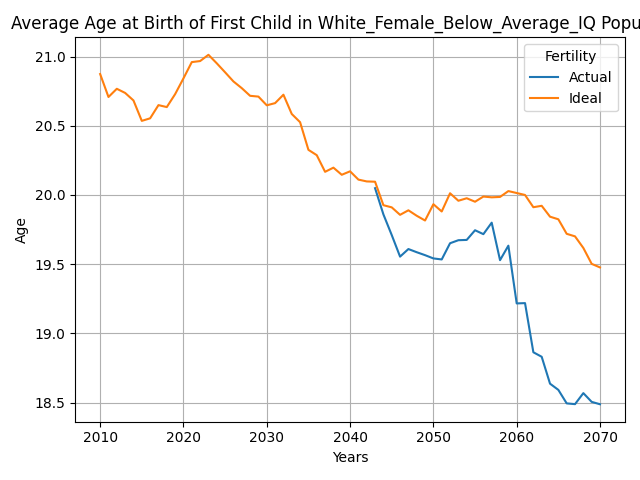 Average Age at Birth of First Child in White_Female_Below_Average_IQ Popu
21.0
20.5
20.0
19.5
19.0
18.5
Age
Fertility
Actual
Ideal
2010 2020 2030 2040 2050 2060 2070
Years